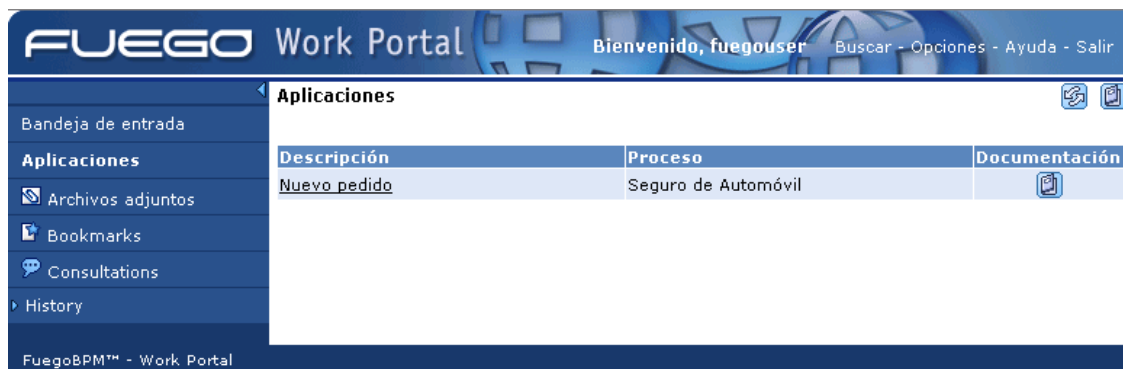 FUEGO Work Portal
Bienvenido, fuegouser Buscar - Opciones - Ayuda - Salir
Aplicaciones
Bandeja de entrada
Aplicaciones
Archivos adjuntos
Bookmarks
Consultations
History
Descripción Proceso Documentación
Nuevo pedido Seguro de Automóvil
FuegoBPM™ - Work Portal